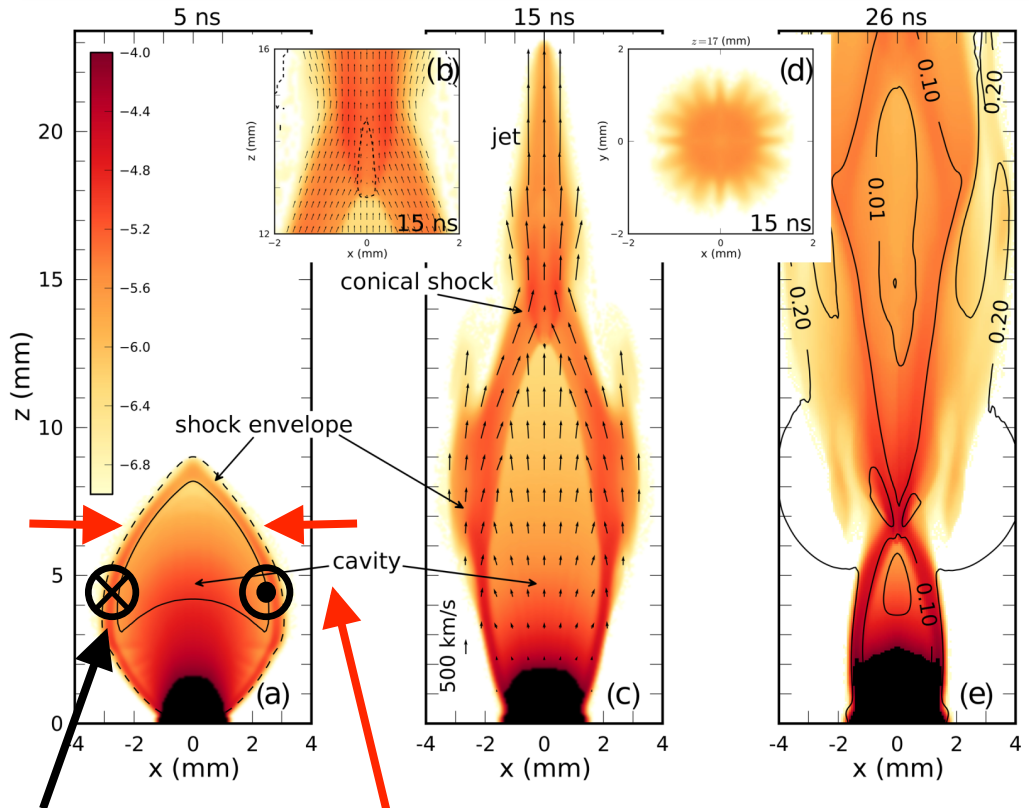 5 ns
15 ns
26 ns
-4.0
-4.4
-4.8
-5.2
-5.6
-6.0
-6.4
-6.8
z (mm)
20
15
10
5
0
shock envelope
cavity
(a)
-4 -2 0 2 4
x (mm)
16
z (mm)
12
(b)
15 ns
-2 0 2
x (mm)
jet
conical shock
500 km/s
(c)
-4 -2 0 2 4
x (mm)
z=17 (mm)
2
y (mm)
0
-2
(d)
15 ns
-2 0 2
x (mm)
0.10
0.20
0.01
0.20
0.20
0.10
(e)
-4 -2 0 2 4
x (mm)